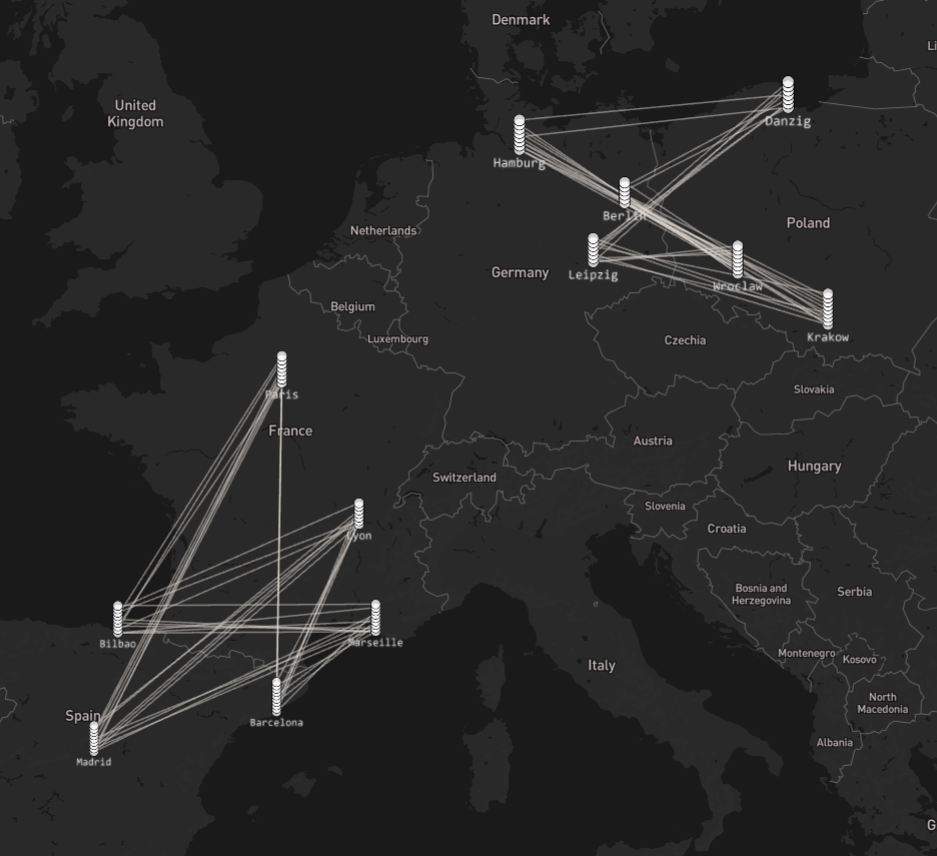 Denmark
Li
United
Kingdom
Danzig
Hamburg
Berlin
Poland
Netherlands
Germany
Leipzig
Wroclaw
Belgium
Luxembourg
Czechia
Krakow
Paris
Slovakia
France
Austria
Switzerland
Hungary
Slovenia
Lyon
Croatia
Bosnia and
Herzegovina
Serbia
Bilbao
Marseille
Montenegro
Kosovo
Italy
North
Macedonia
Spain
Barcelona
Albania
Madrid
G